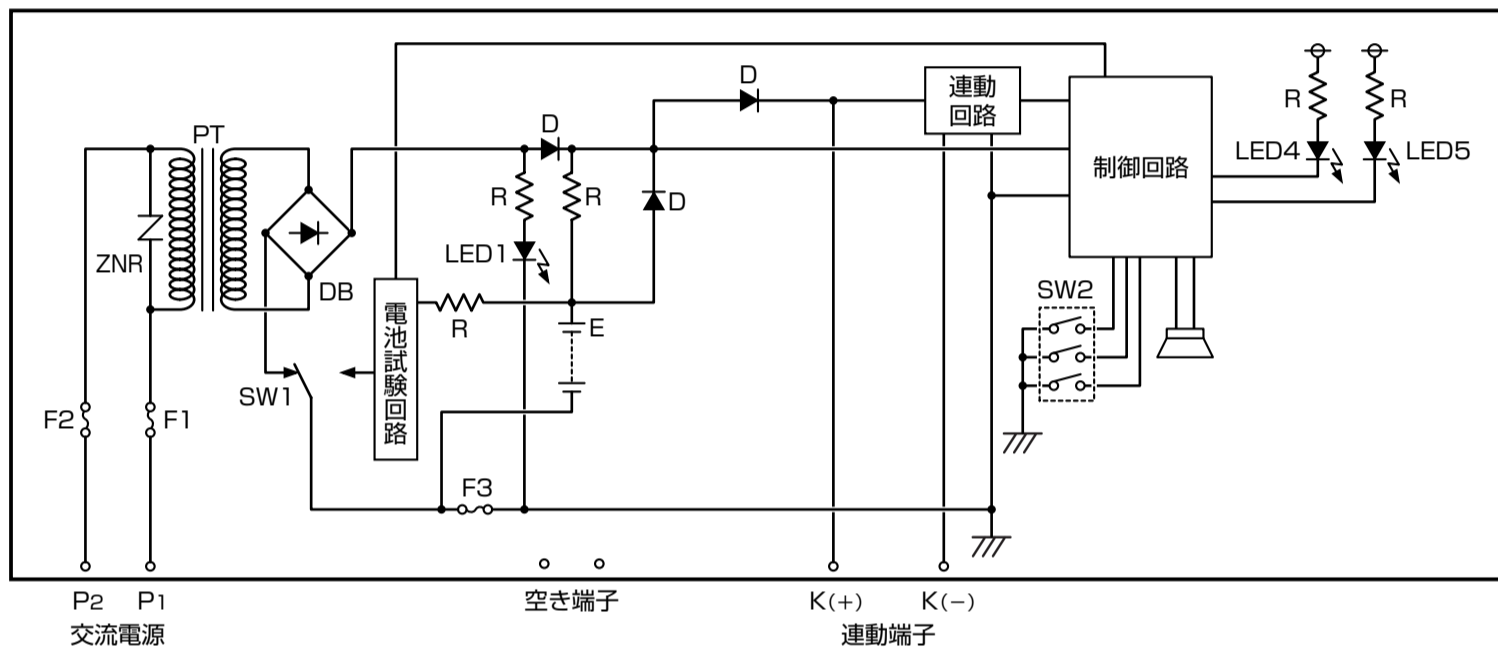 D
連動
回路
R
R
PT
D
LED4
LED5
制御回路
R
R
D
ZNR
LED1
DB
SW2
電池試験回路
R
E
SW1
F2
F1
F3
P2
P1
空き端子
K(+)
K(−)
交流電源
連動端子